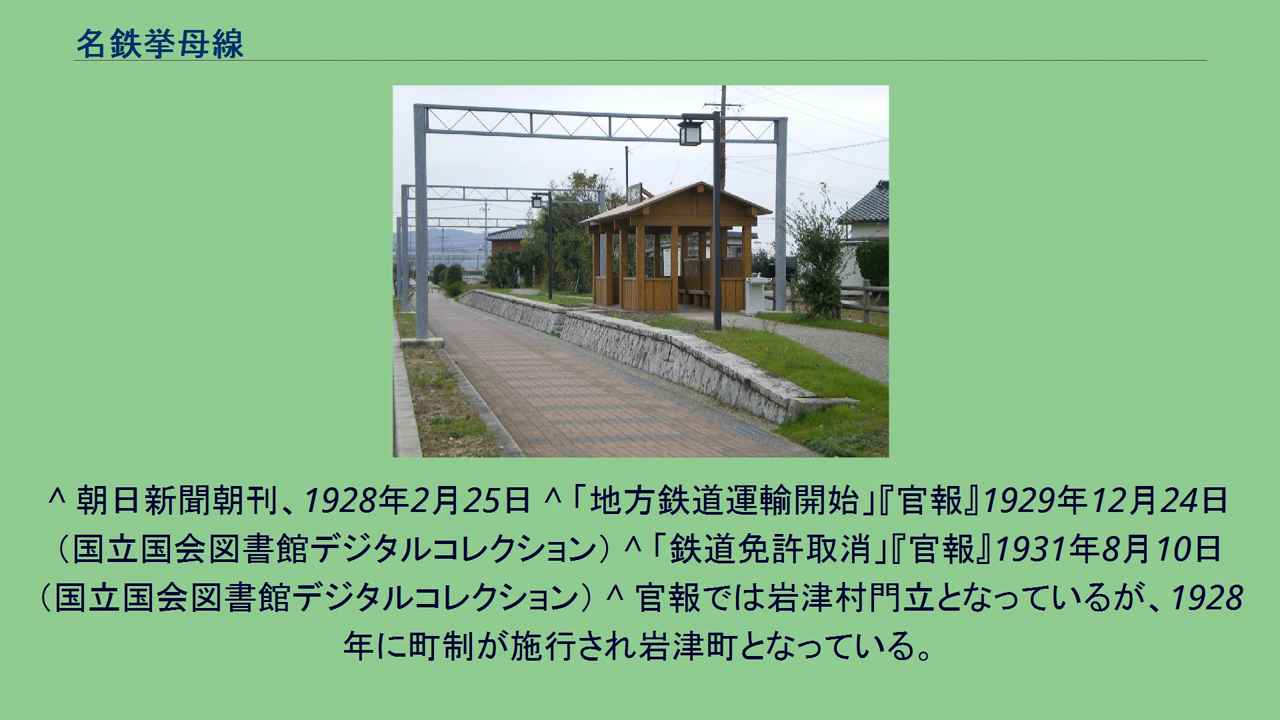 名鉄挙母線
^ 朝日新聞朝刊、1928年2月25日 ^ 「地方鉄道運輸開始」『官報』1929年12月24日
（国立国会図書館デジタルコレクション） ^ 「鉄道免許取消」『官報』1931年8月10日
（国立国会図書館デジタルコレクション） ^ 官報では岩津村門立となっているが、1928
年に町制が施行され岩津町となっている。